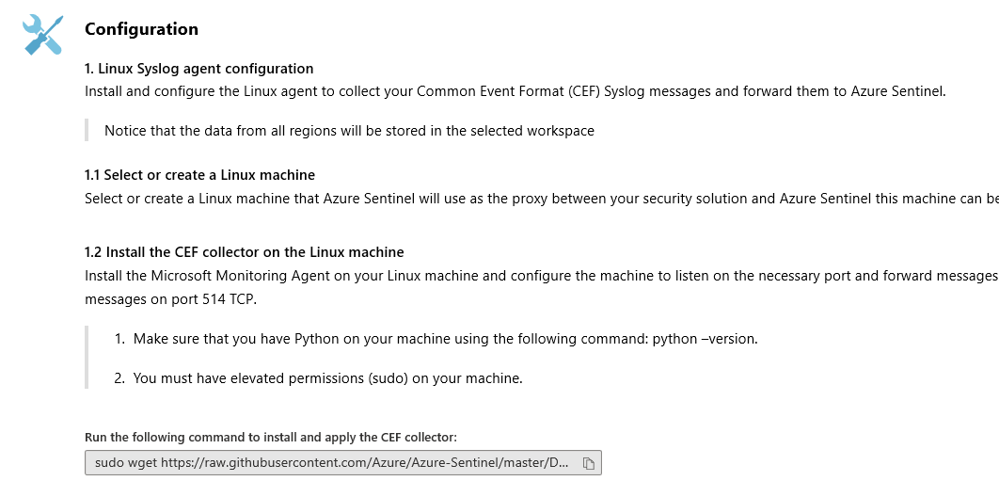 Configuration
1. Linux Syslog agent configuration
Install and configure the Linux agent to collect your Common Event Format (CEF) Syslog messages and forward them to Azure Sentinel.
Notice that the data from all regions will be stored in the selected workspace
1.1 Select or create a Linux machine
Select or create a Linux machine that Azure Sentinel will use as the proxy between your security solution and Azure Sentinel this machine can be
1.2 Install the CEF collector on the Linux machine
Install the Microsoft Monitoring Agent on your Linux machine and configure the machine to listen on the necessary port and forward messages
messages on port 514 TCP.
1. Make sure that you have Python on your machine using the following command: python –version.
2. You must have elevated permissions (sudo) on your machine.
Run the following command to install and apply the CEF collector:
sudo wget https://raw.githubusercontent.com/Azure/Azure-Sentinel/master/D...